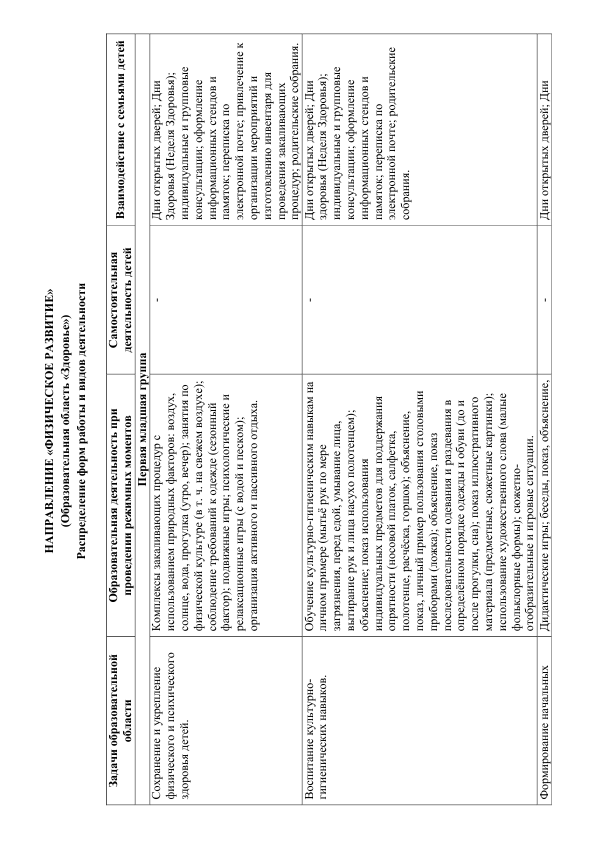 НАПРАВЛЕНИЕ «ФИЗИЧЕСКОЕ РАЗВИТИЕ»
(Образовательная область «Здоровье»)
Распределение форм работы и видов деятельности
Задачи образовательной
области
Образовательная деятельность при
проведении режимных моментов
Самостоятельная
деятельность детей
Взаимодействие с семьями детей
Первая младшая группа
Сохранение и укрепление
физического и психического
здоровья детей.
Комплексы закаливающих процедур с
использованием природных факторов: воздух,
солнце, вода, прогулка (утро, вечер); занятия по
физической культуре (в т. ч. на свежем воздухе);
соблюдение требований к одежде (сезонный
фактор); подвижные игры; психологические и
релаксационные игры (с водой и песком);
организация активного и пассивного отдыха.
-
Дни открытых дверей; Дни
Здоровья (Неделя Здоровья);
индивидуальные и групповые
консультации; оформление
информационных стендов и
памяток; переписка по
электронной почте; привлечение к
организации мероприятий и
изготовлению инвентаря для
проведения закаливающих
процедур; родительские собрания.
Воспитание культурно-
гигиенических навыков.
Обучение культурно-гигиеническим навыкам на
личном примере (мытьё рук по мере
загрязнения, перед едой, умывание лица,
вытирание рук и лица насухо полотенцем);
объяснение; показ использования
индивидуальных предметов для поддержания
опрятности (носовой платок, салфетка,
полотенце, расчёска, горшок); объяснение,
показ, личный пример пользования столовыми
приборами (ложка); объяснение, показ
последовательности одевания и раздевания в
определённом порядке одежды и обуви (до и
после прогулки, сна); показ иллюстративного
материала (предметные, сюжетные картинки);
использование художественного слова (малые
фольклорные формы); сюжетно-
отобразительные и игровые ситуации.
-
Дни открытых дверей; Дни
здоровья (Неделя Здоровья);
индивидуальные и групповые
консультации; оформление
информационных стендов и
памяток; переписка по
электронной почте; родительские
собрания.
Формирование начальных
Дидактические игры; беседы, показ, объяснение,
-
Дни открытых дверей; Дни